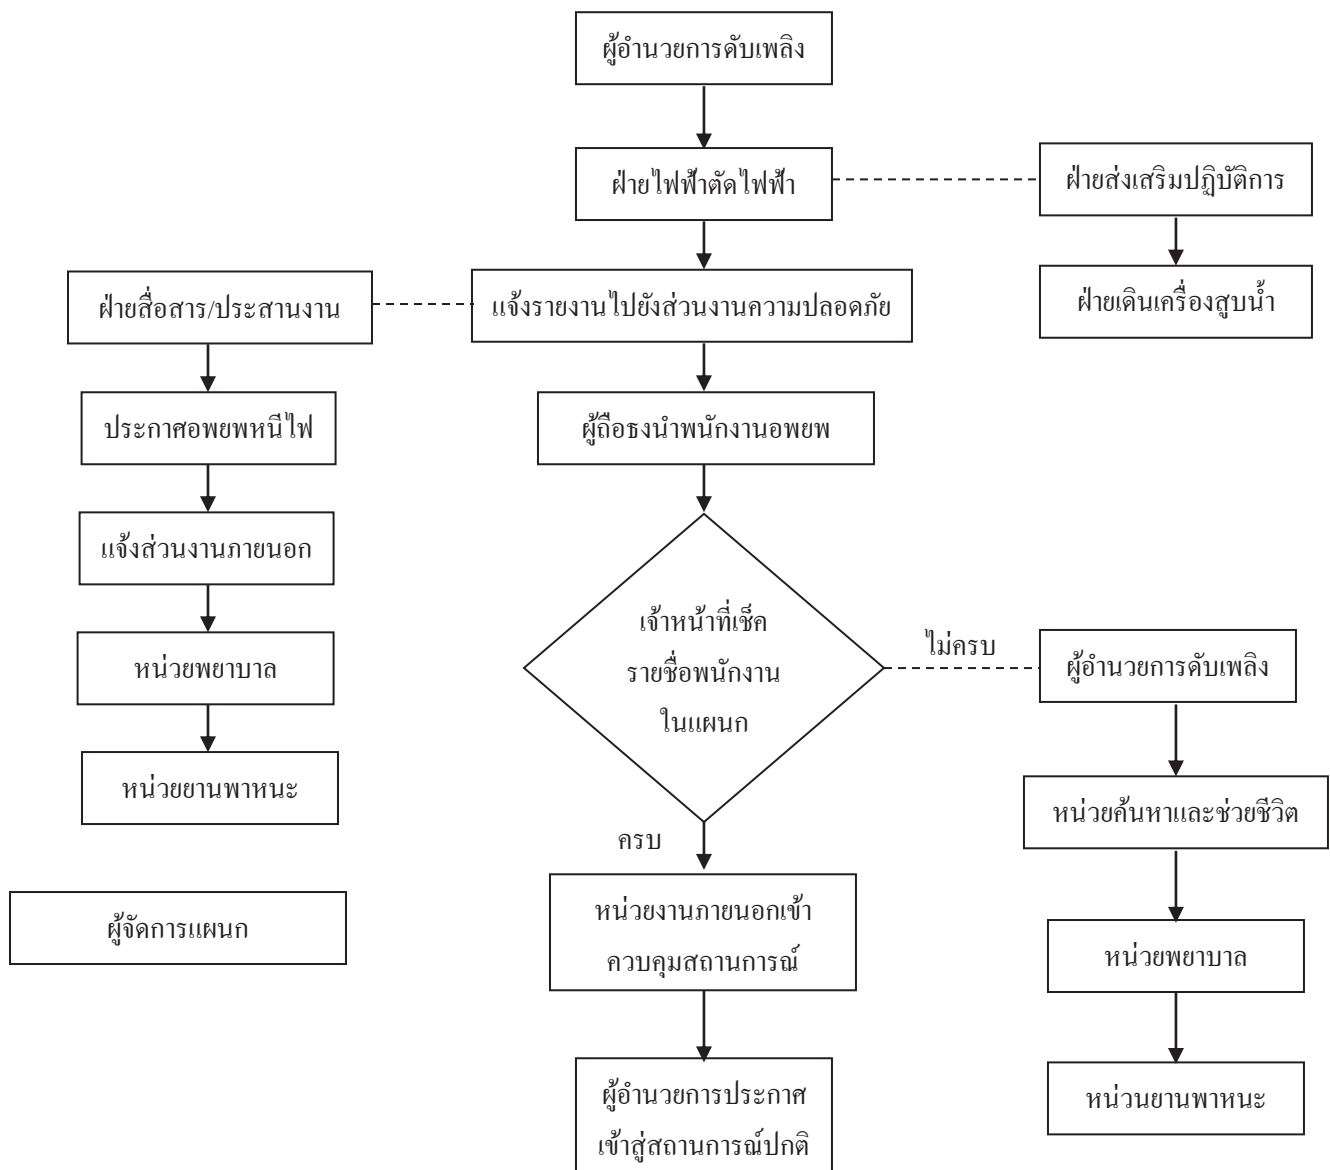 ผู้อำนวยการดับเพลิง
ฝ่ายไฟฟ้าตัดไฟฟ้า
ฝ่ายส่งเสริมปฏิบัติการ
ฝ่ายเดินเครื่องสูบน้ำ
ฝ่ายสื่อสาร/ประสานงาน
แจ้งรายงานไปยังส่วนงานความปลอดภัย
ประกาศอพยพหนีไฟ
ผู้ถือธงนำพนักงานอพยพ
แจ้งส่วนงานภายนอก
หน่วยพยาบาล
หน่วยยานพาหนะ
เจ้าหน้าที่เช็ค
รายชื่อพนักงาน
ในแผนก
ไม่ครบ
ผู้อำนวยการดับเพลิง
หน่วยค้นหาและช่วยชีวิต
หน่วยพยาบาล
หน่วนยานพาหนะ
ครบ
ผู้จัดการแผนก
หน่วยงานภายนอกเข้า
ควบคุมสถานการณ์
ผู้อำนวยการประกาศ
เข้าสู่สถานการณ์ปกติ